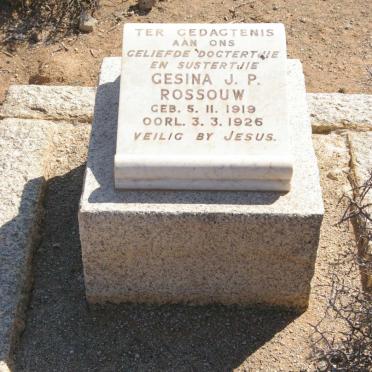 TER GEDAGTENIS
AAN ONS
GELIEFDE DOCTERTJIE
EN SUSTERTJIE
GESINA J. P.
ROSSOUW
GEB. 5. 11. 1919
OORL. 3. 3. 1926
VEILIG BY JESUS.